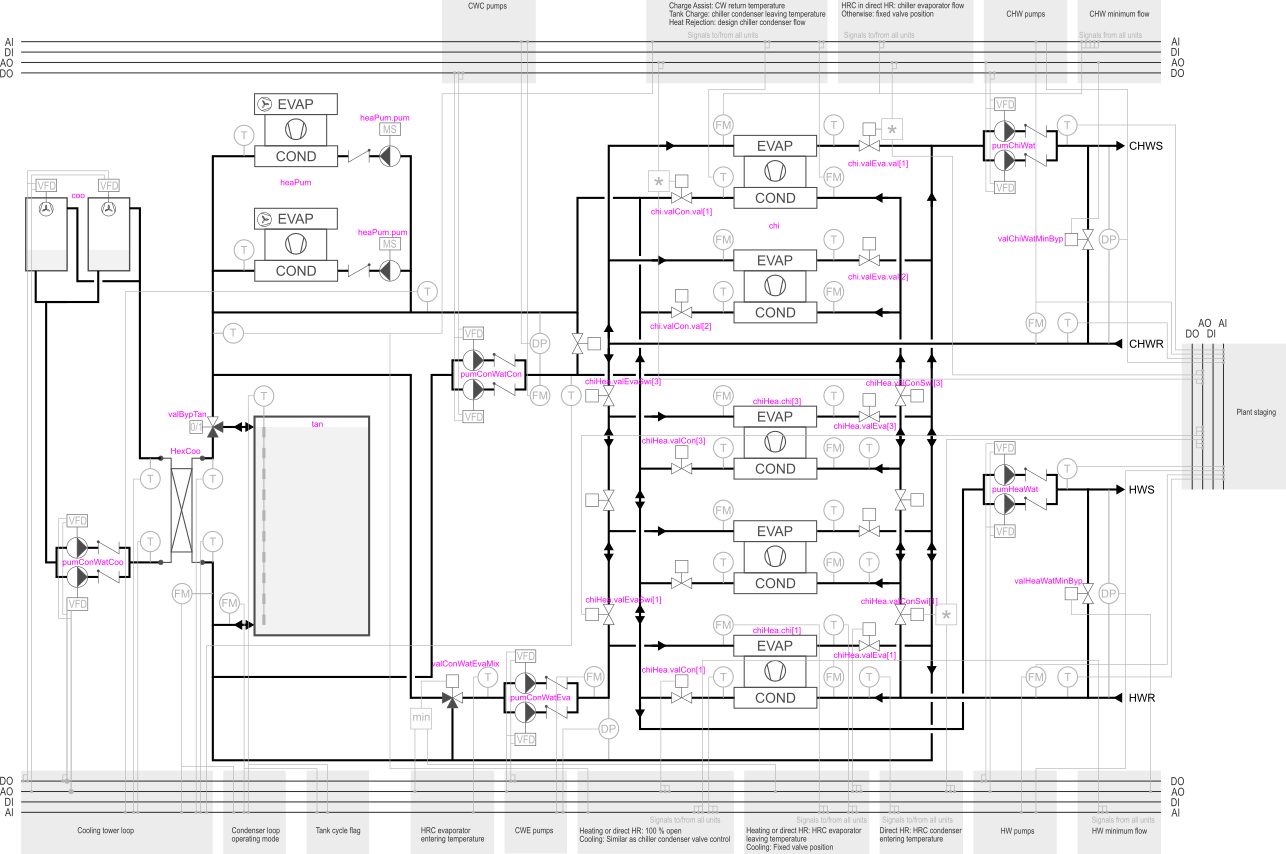 CWC pumps
Charge Assist: CW return temperature
Tank Charge: chiller condenser leaving temperature
Heat Rejection: design chiller condenser flow
HRC in direct HR: chiller evaporator flow
Otherwise: fixed valve position
CHW pumps
CHW minimum flow
Signals to/from all units
Signals to/from all units
Signals from all units
AI
DI
AO
DO
AI
DI
AO
DO
EVAP
COND
T
MS
heaPum.pum
heaPum
EVAP
COND
T
MS
heaPum.pum
VFD
VFD
coo
T
T
FM
T
EVAP
COND
FM
T
*
chi.valEva.val[1]
*
T
FM
chi.valCon.val[1]
chi
FM
EVAP
T
chi.valEva.val[2]
T
COND
FM
chi.valCon.val[2]
VFD
pumChiWat
VFD
T
CHWS
valChiWatMinByp
DP
FM
T
CHWR
AO AI
DO DI
Plant staging
VFD
pumConWatCon
VFD
DP
FM
T
chiHea.valEvaSwi[3]
chiHea.valConSwi[3]
chiHea.chi[3]
EVAP
chiHea.valEva[3]
chiHea.valCon[3]
T
COND
FM
T
valBypTan
0/1
T
tan
HexCoo
T
T
T
T
VFD
pumConWatCoo
VFD
FM
FM
EVAP
T
COND
FM
T
VFD
pumHeaWat
VFD
T
HWS
valHeaWatMinByp
DP
FM
T
HWR
chiHea.valEvaSwi[1]
*
FM
chiHea.chi[1]
T
EVAP
chiHea.valEva[1]
chiHea.valCon[1]
T
COND
FM
T
valConWatEvaMix
min
T
VFD
pumConWatEva
VFD
FM
DP
DO
AO
DI
AI
DO
AO
DI
AI
Signals to/from all units
Signals to/from all units
Signals to/from all units
Signals from all units
Cooling tower loop
Condenser loop
operating mode
Tank cycle flag
HRC evaporator
entering temperature
CWE pumps
Heating or direct HR: 100 % open
Cooling: Similar as chiller condenser valve control
Heating or direct HR: HRC evaporator
leaving temperature
Cooling: Fixed valve position
Direct HR: HRC condenser
entering temperature
HW pumps
HW minimum flow